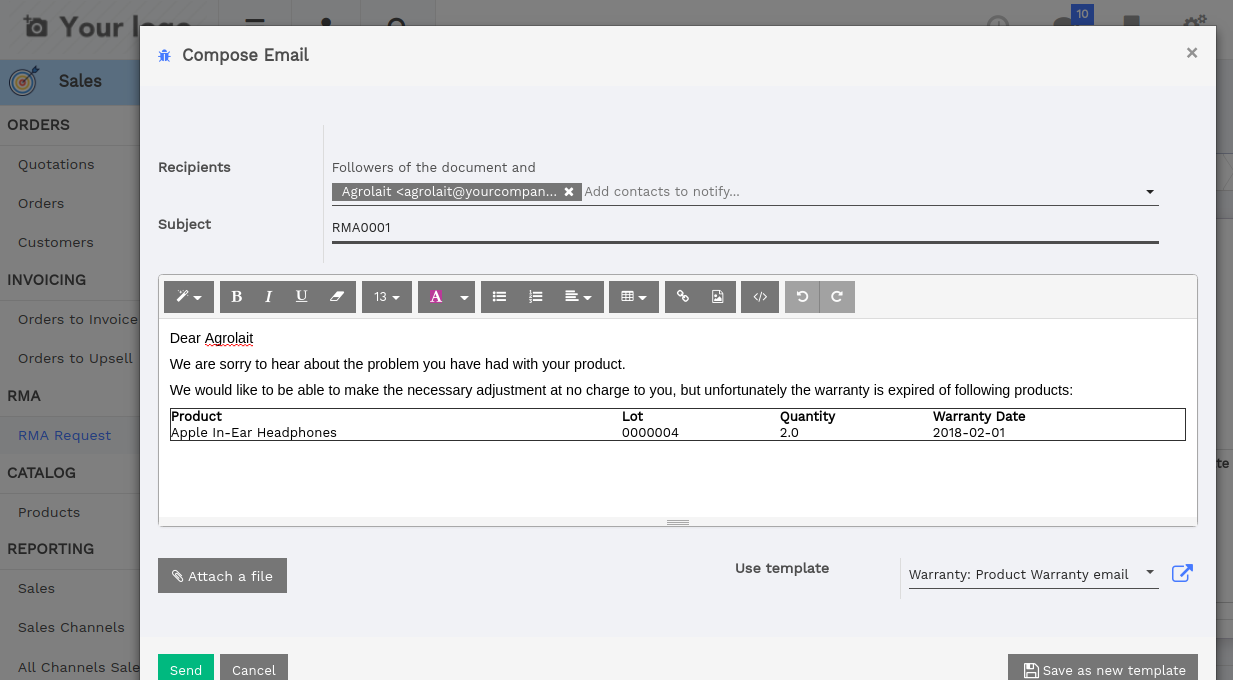 Your logo
10
Compose Email
×
Sales
ORDERS
Quotations
Orders
Customers
INVOICING
Orders to Invoice
Orders to Upsell
RMA
RMA Request
CATALOG
Products
REPORTING
Sales
Sales Channels
All Channels Sale
Recipients
Followers of the document and
Agrolait <agrolait@yourcompan... × Add contacts to notify...
Subject
RMA0001
B I U 13 A </>
Dear Agrolait
We are sorry to hear about the problem you have had with your product.
We would like to be able to make the necessary adjustment at no charge to you, but unfortunately the warranty is expired of following products:
Product Lot Quantity Warranty Date
Apple In-Ear Headphones 0000004 2.0 2018-02-01
te
Attach a file
Use template
Warranty: Product Warranty email
Send
Cancel
Save as new template